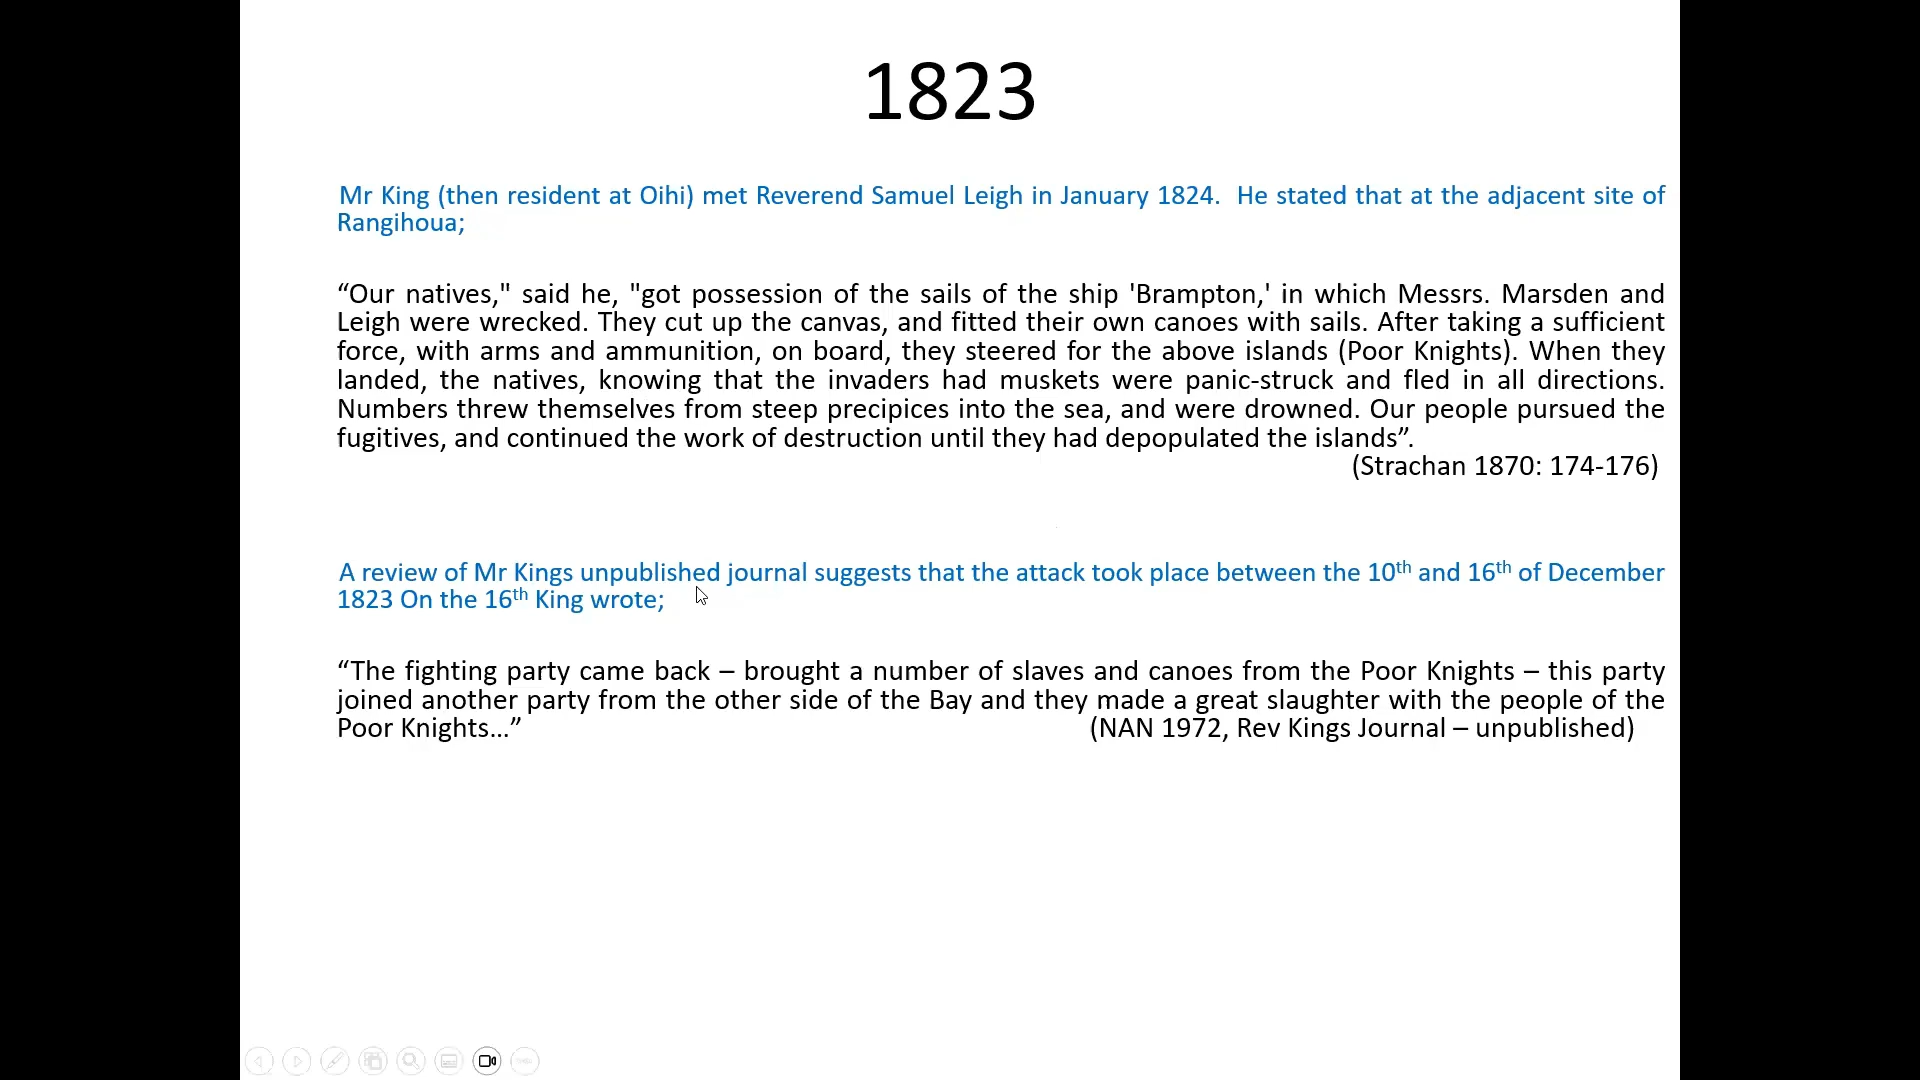 1823
Mr King (then resident at Oihi) met Reverend Samuel Leigh in January 1824.  He stated that at the adjacent site of
Rangihoua;
“Our natives," said he, "got possession of the sails of the ship 'Brampton,' in which Messrs. Marsden and
Leigh were wrecked. They cut up the canvas, and fitted their own canoes with sails. After taking a sufficient
force, with arms and ammunition, on board, they steered for the above islands (Poor Knights). When they
landed, the natives, knowing that the invaders had muskets were panic-struck and fled in all directions.
Numbers threw themselves from steep precipices into the sea, and were drowned. Our people pursued the
fugitives, and continued the work of destruction until they had depopulated the islands”.
(Strachan 1870: 174-176)
A review of Mr Kings unpublished journal suggests that the attack took place between the 10th and 16th of December
1823 On the 16th King wrote;
“The fighting party came back – brought a number of slaves and canoes from the Poor Knights – this party
joined another party from the other side of the Bay and they made a great slaughter with the people of the
Poor Knights…” (NAN 1972, Rev Kings Journal – unpublished)